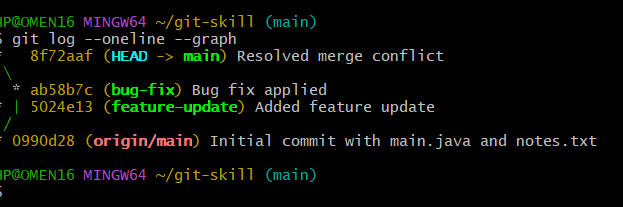 HP@OMEN16 MINGW64 ~/git-skill (main)
$ git log --oneline --graph
*   8f72aaf (HEAD -> main) Resolved merge conflict
|\
| * ab58b7c (bug-fix) Bug fix applied
* | 5024e13 (feature-update) Added feature update
|/
* 0990d28 (origin/main) Initial commit with main.java and notes.txt

HP@OMEN16 MINGW64 ~/git-skill (main)
$